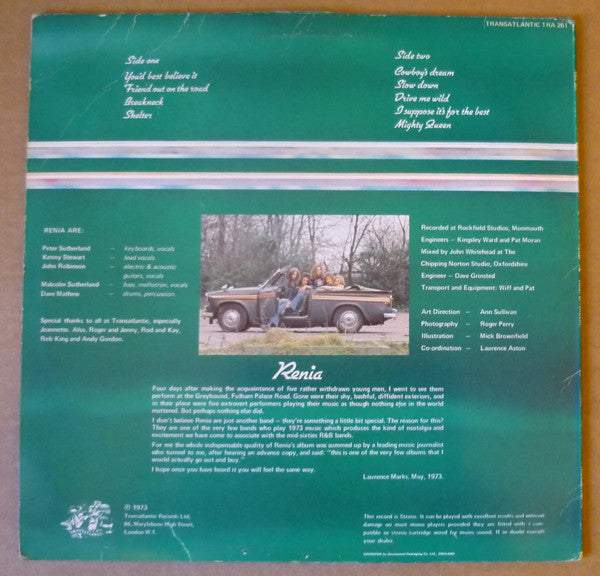 TRANSATLANTIC TRA 261
Side one
You'd best believe it
'Friend out on the road'
Breakneck
Shelter
Side two
Cowboy's dream
Slow down
Drive me wild
I suppose it's for the best
Mighty Queen
RENIA ARE:
Peter Sutherland – keyboards, vocals
Kenny Stewart – lead vocals
John Robinson – electric & acoustic
guitars, vocals
Malcolm Sutherland – bass, mellotron, vocals
Dave Mathew – drums, percussion.
Special thanks to all at Transatlantic, especially
Jeannette. Also, Roger and Jenny, Rod and Kay,
Rob King and Andy Gordon.
Recorded at Rockfield Studios, Monmouth
Engineers – Kingsley Ward and Pat Moran
Mixed by John Whitehead at The
Chipping Norton Studio, Oxfordshire
Engineer – Dave Grinsted
Transport and Equipment: Wiff and Pat
Art Direction – Ann Sullivan
Photography – Roger Perry
Illustration – Mick Brownfield
Co-ordination – Laurence Aston
Renia
Four days after making the acquaintance of five rather withdrawn young men, I went to see them
perform at the Greyhound, Fulham Palace Road. Gone were their shy, bashful, diffident exteriors, and
in their place were five extrovert performers playing their music as though nothing else in the world
mattered. But perhaps nothing else did.
I don't believe Renia are just another band – they're something a little bit special. The reason for this?
They are one of the very few bands who play 1973 music which produces the kind of nostalgia and
excitement we have come to associate with the mid-sixties R&B bands.
For me the whole indispensable quality of Renia's album was summed up by a leading music journalist
who turned to me, after hearing an advance copy, and said: "this is one of the very few albums that I
would actually go out and buy."
I hope once you have heard it you will feel the same way.
Laurence Marks. May, 1973.
℗ 1973
Transatlantic Records Ltd,
86, Marylebone High Street,
London W 1.
This record is Stereo. It can be played with excellent results and without
damage on most mono players provided they are fitted with a com-
patible or stereo cartridge wired for mono sound. If in doubt consult
your dealer.